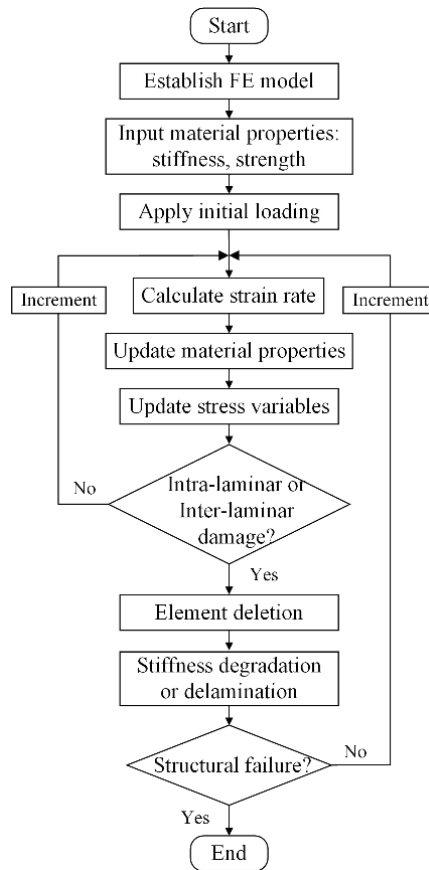 Start
Establish FE model
Input material properties:
stiffness, strength
Apply initial loading
Increment
Calculate strain rate
Increment
Update material properties
Update stress variables
No
Intra-laminar or
Inter-laminar
damage?
Yes
Element deletion
Stiffness degradation
or delamination
Structural failure?
No
Yes
End